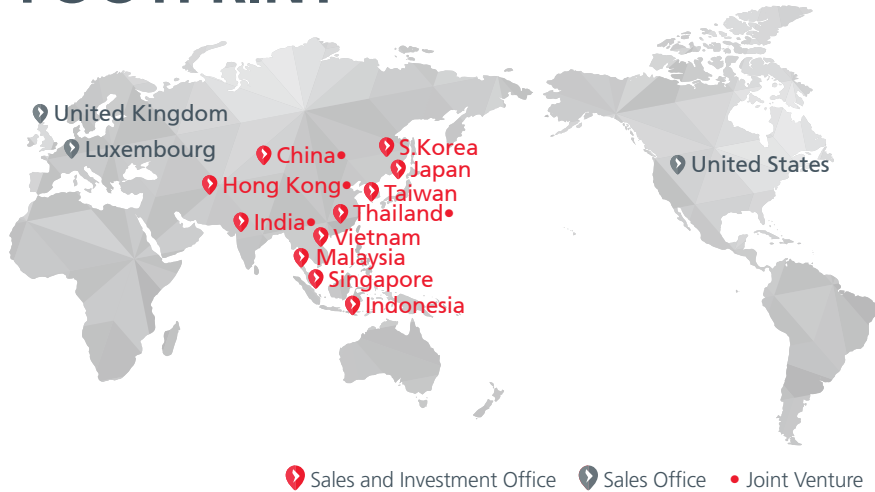 United Kingdom
Luxembourg
China•
S.Korea
Japan
Hong Kong•
Taiwan
India•
Thailand•
Vietnam
Malaysia
Singapore
Indonesia
United States
Sales and Investment Office
Sales Office
• Joint Venture